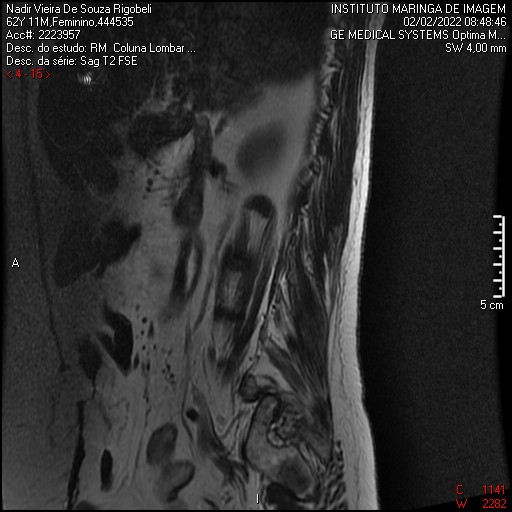 Nadir Vieira De Souza Rigobeli
62Y 11M,Feminino,444535
Acc#: 2223957
Desc. do estudo: RM  Coluna Lombar ...
Desc. da série: Sag T2 FSE
< 4 - 15 >
INSTITUTO MARINGA DE IMAGEM
02/02/2022 08:48:46
GE MEDICAL SYSTEMS Optima M...
SW 4,00 mm
A
5 cm
I
C 1141
W 2282